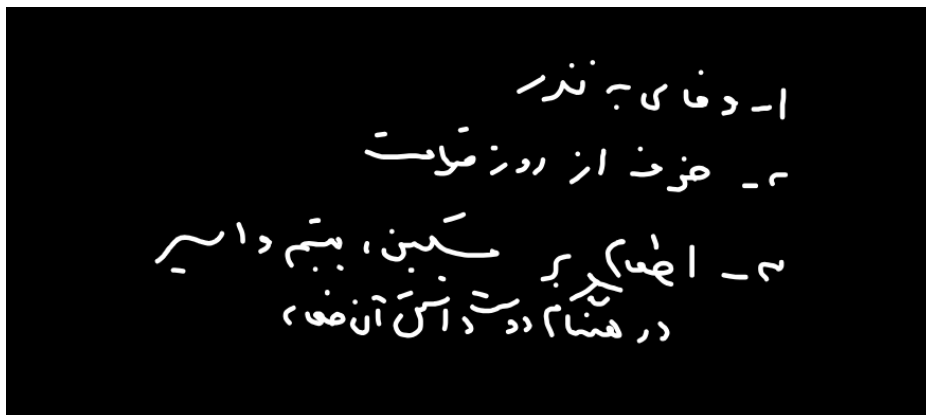 ۱- وفای به نذر
۲- خوف از روز قیامت
۳- اطعام بر مسکین، یتیم و اسیر
در هنگام دوست داشتن آن طعام